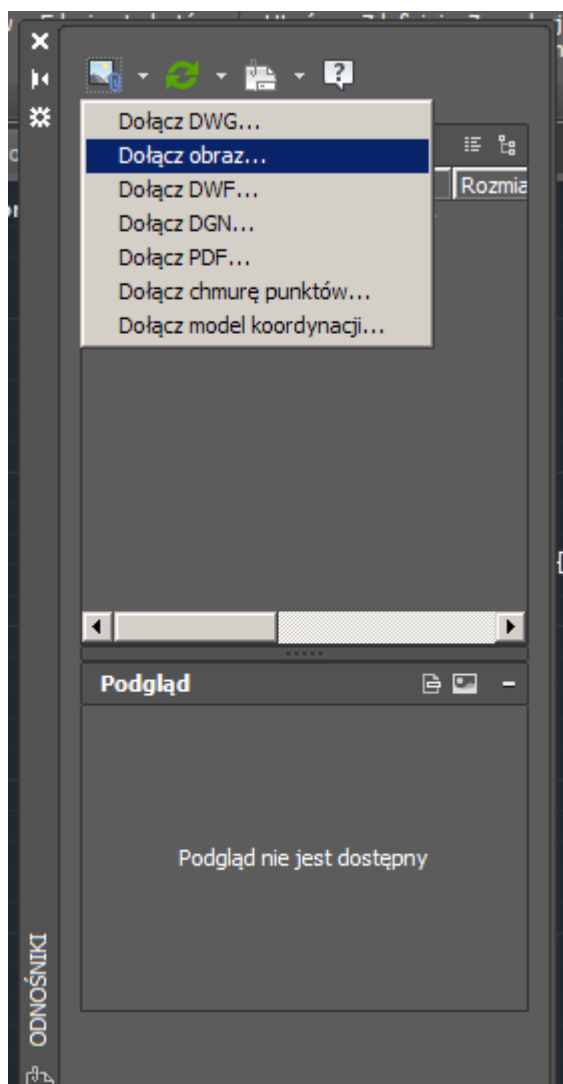 Dołącz DWG...
Dołącz obraz...
Dołącz DWF...
Dołącz DGN...
Dołącz PDF...
Dołącz chmurę punktów...
Dołącz model koordynacji...
Rozmia
Podgląd
Podgląd nie jest dostępny
ODNOŚNIKI